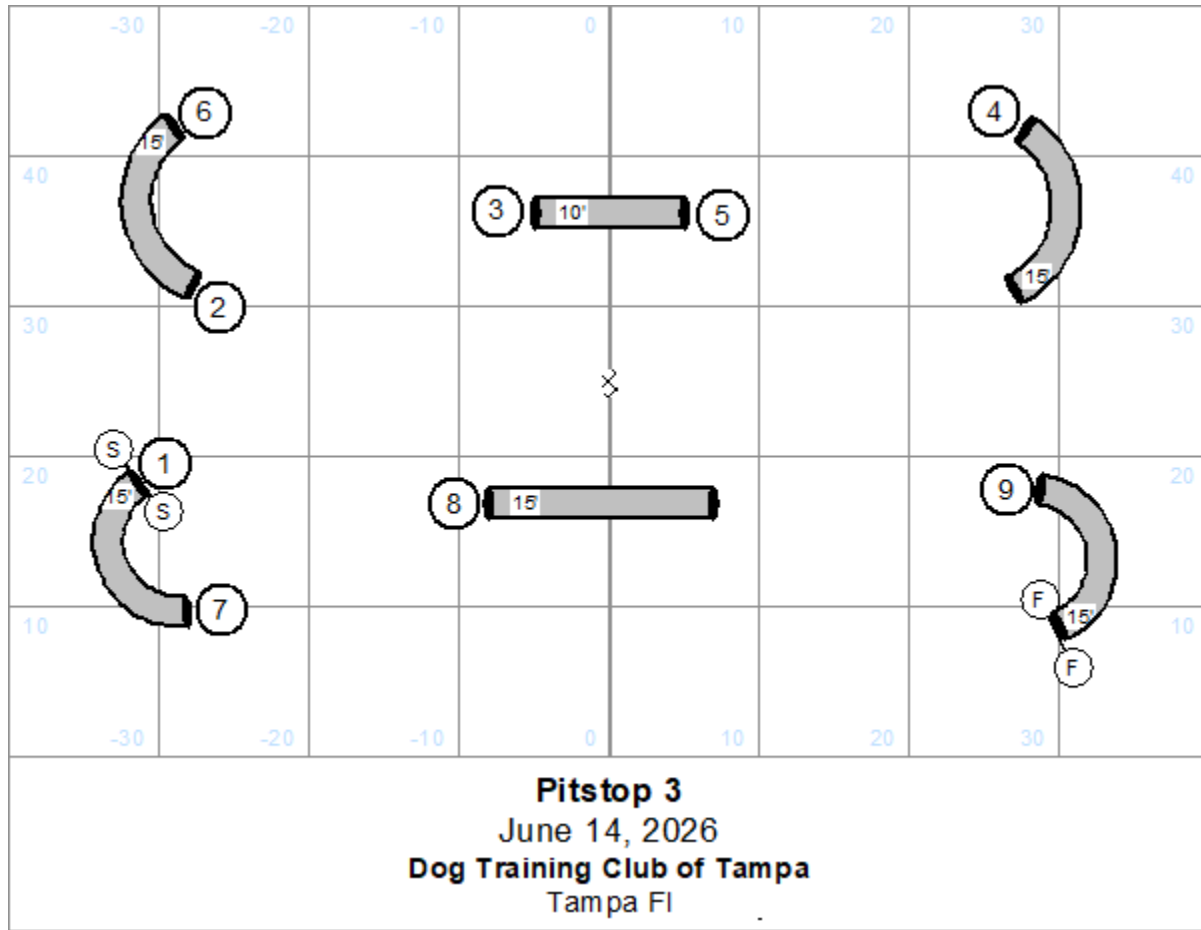 -30 -20 -10 0 10 20 30
6
4
15'
40 40
3 10' 5
15'
2
30 30
S 1
20 20
15' S
8 15' 9
F 15'
7
10 10
F
-30 -20 -10 0 10 20 30
Pitstop 3
June 14, 2026
Dog Training Club of Tampa
Tampa Fl
.